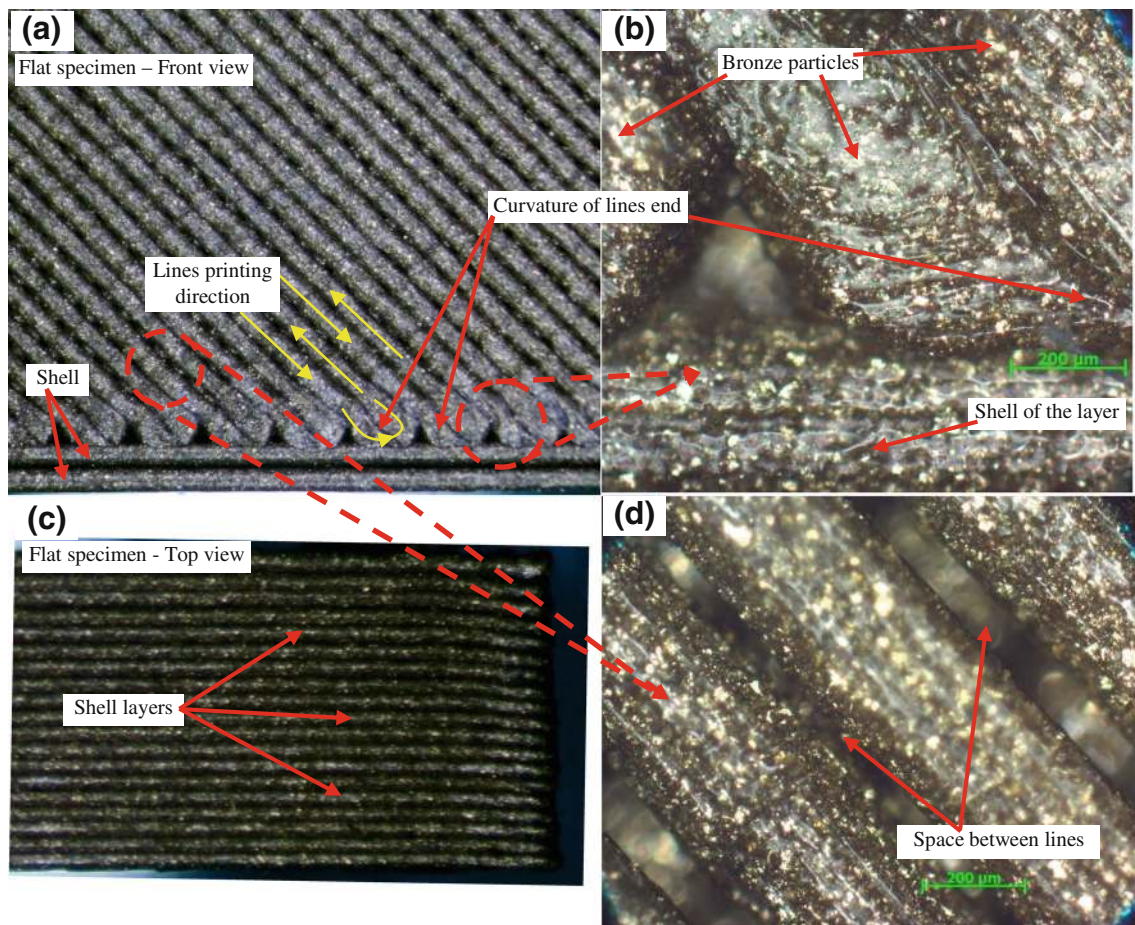 (a)
Flat specimen – Front view
Lines printing
direction
Shell
Curvature of lines end
(b)
Bronze particles
200 µm
Shell of the layer
(c)
Flat specimen - Top view
Shell layers
(d)
Space between lines
200 µm